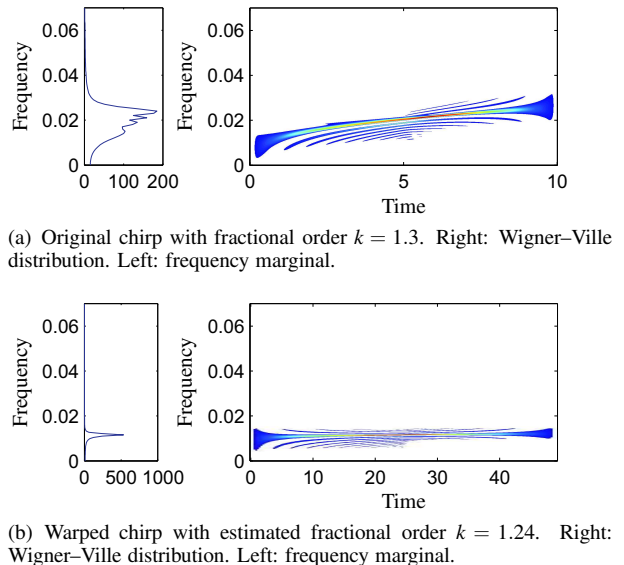 0.06
0.04
0.02
0
Frequency
0 100 200
0.06
0.04
0.02
0
Frequency
0 5 10
Time
(a) Original chirp with fractional order k = 1.3. Right: Wigner–Ville
distribution. Left: frequency marginal.
0.06
0.04
0.02
0
Frequency
0 500 1000
0.06
0.04
0.02
0
Frequency
0 10 20 30 40
Time
(b) Warped chirp with estimated fractional order k = 1.24. Right:
Wigner–Ville distribution. Left: frequency marginal.